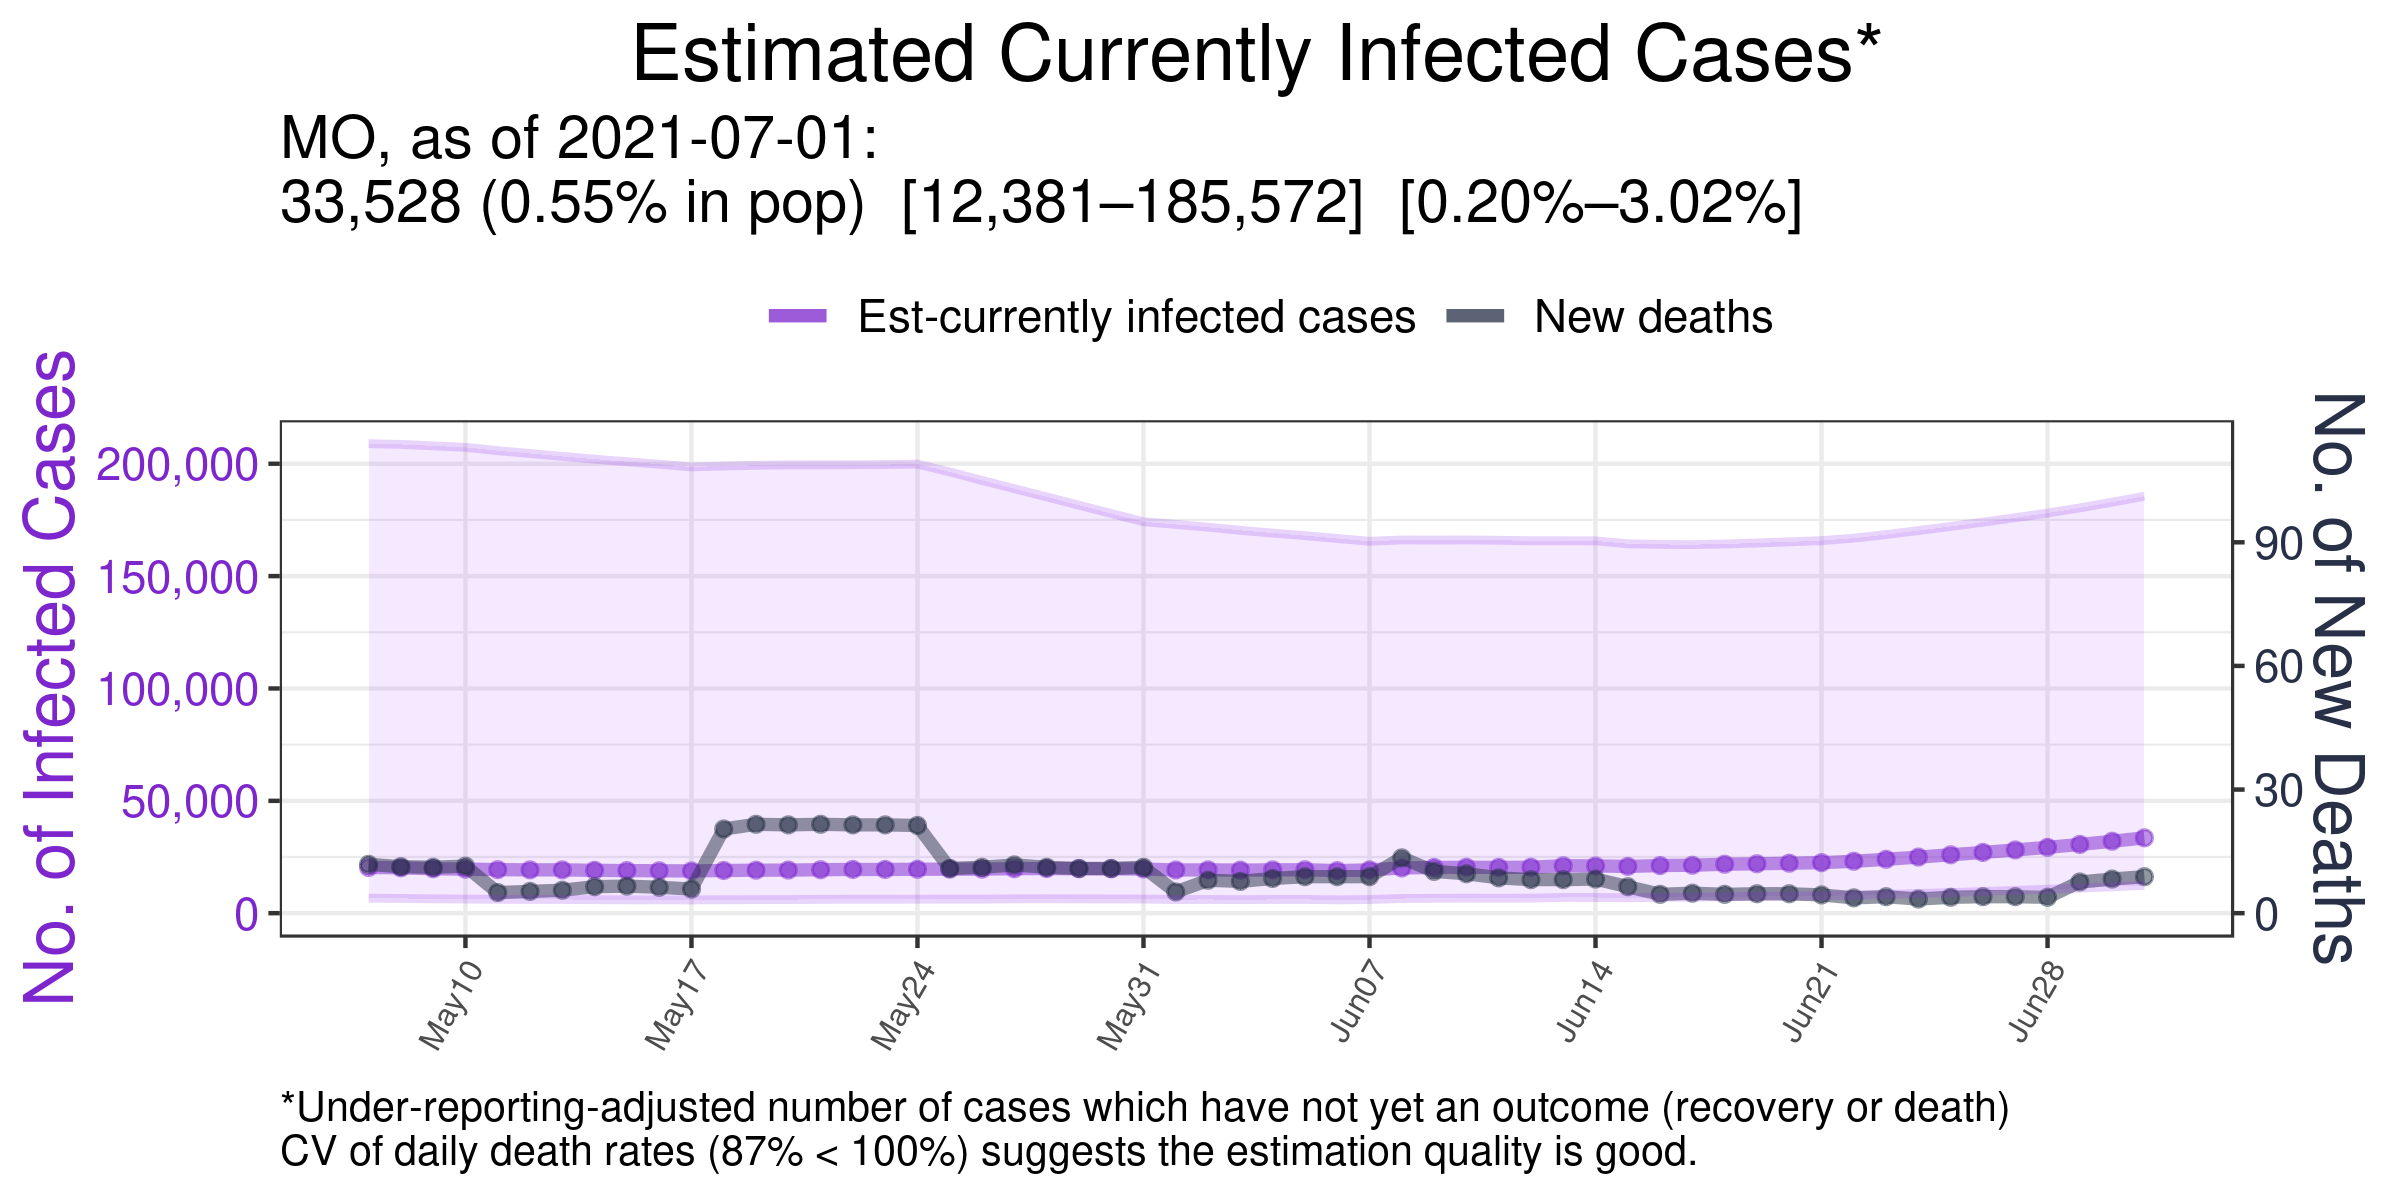 Estimated Currently Infected Cases*
MO, as of 2021-07-01:
33,528 (0.55% in pop) [12,381–185,572] [0.20%–3.02%]
Est-currently infected cases
New deaths
No. of Infected Cases
200,000
150,000
100,000
50,000
0
No. of New Deaths
90
60
30
0
May10
May17
May24
May31
Jun07
Jun14
Jun21
Jun28
*Under-reporting-adjusted number of cases which have not yet an outcome (recovery or death)
CV of daily death rates (87% < 100%) suggests the estimation quality is good.